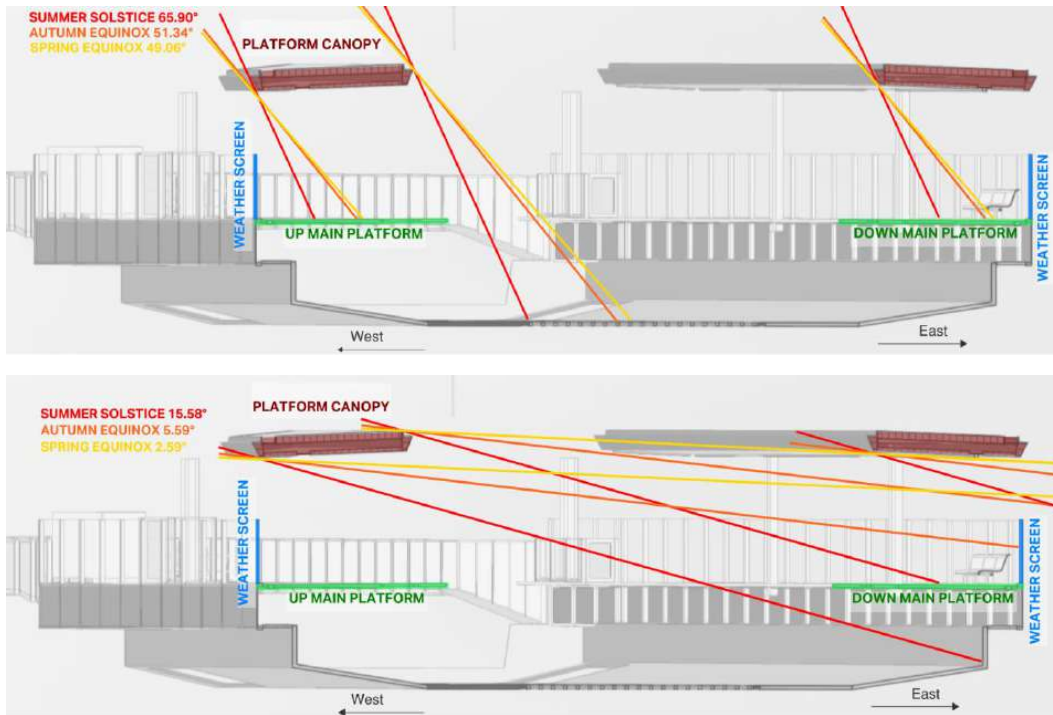 SUMMER SOLSTICE 65.90°
AUTUMN EQUINOX 51.34°
SPRING EQUINOX 49.06°
PLATFORM CANOPY
WEATHER SCREEN
UP MAIN PLATFORM
DOWN MAIN PLATFORM
WEATHER SCREEN
West
East
SUMMER SOLSTICE 15.58°
AUTUMN EQUINOX 5.59°
SPRING EQUINOX 2.59°
PLATFORM CANOPY
WEATHER SCREEN
UP MAIN PLATFORM
DOWN MAIN PLATFORM
WEATHER SCREEN
West
East